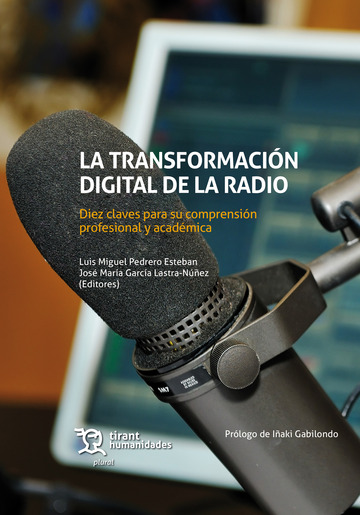 LA TRANSFORMACIÓN
DIGITAL DE LA RADIO
Diez claves para su comprensión
profesional y académica
Luis Miguel Pedrero Esteban
José María García Lastra-Núñez
(Editores)
SM7
Prólogo de Iñaki Gabilondo
tirant
humanidades
plural